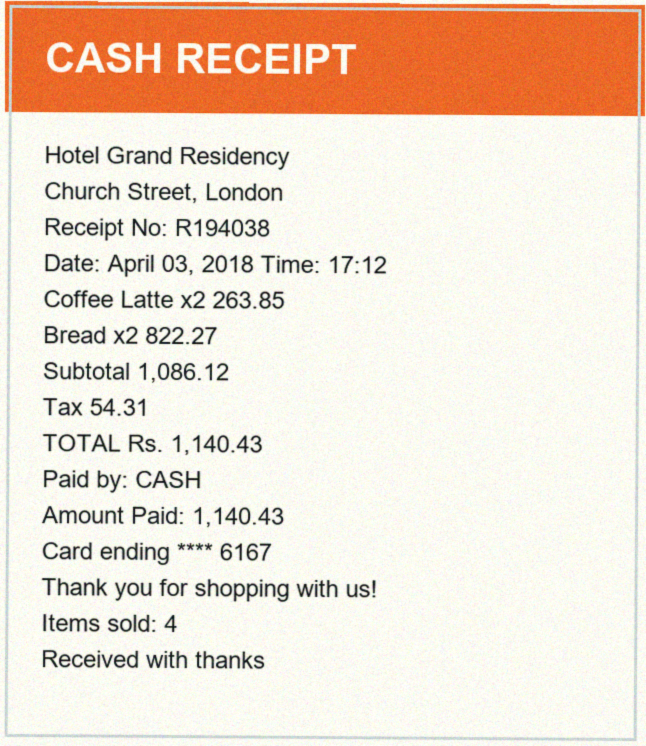 CASH RECEIPT
Hotel Grand Residency
Church Street, London
Receipt No: R194038
Date: April 03, 2018 Time: 17:12
Coffee Latte x2 263.85
Bread x2 822.27
Subtotal 1,086.12
Tax 54.31
TOTAL Rs. 1,140.43
Paid by: CASH
Amount Paid: 1,140.43
Card ending **** 6167
Thank you for shopping with us!
Items sold: 4
Received with thanks